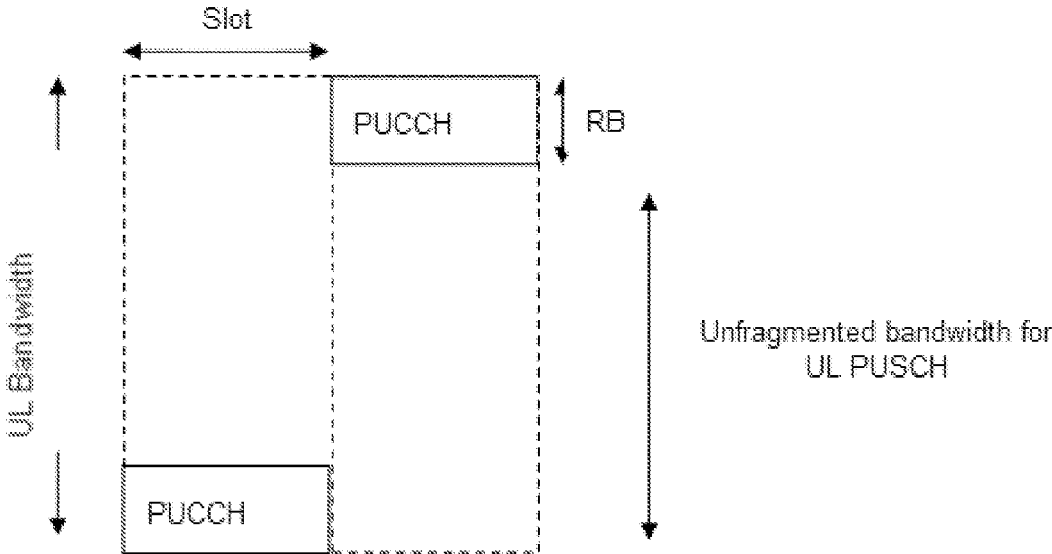 Slot
PUCCH
RB
UL Bandwidth
Unfragmented bandwidth for
UL PUSCH
PUCCH